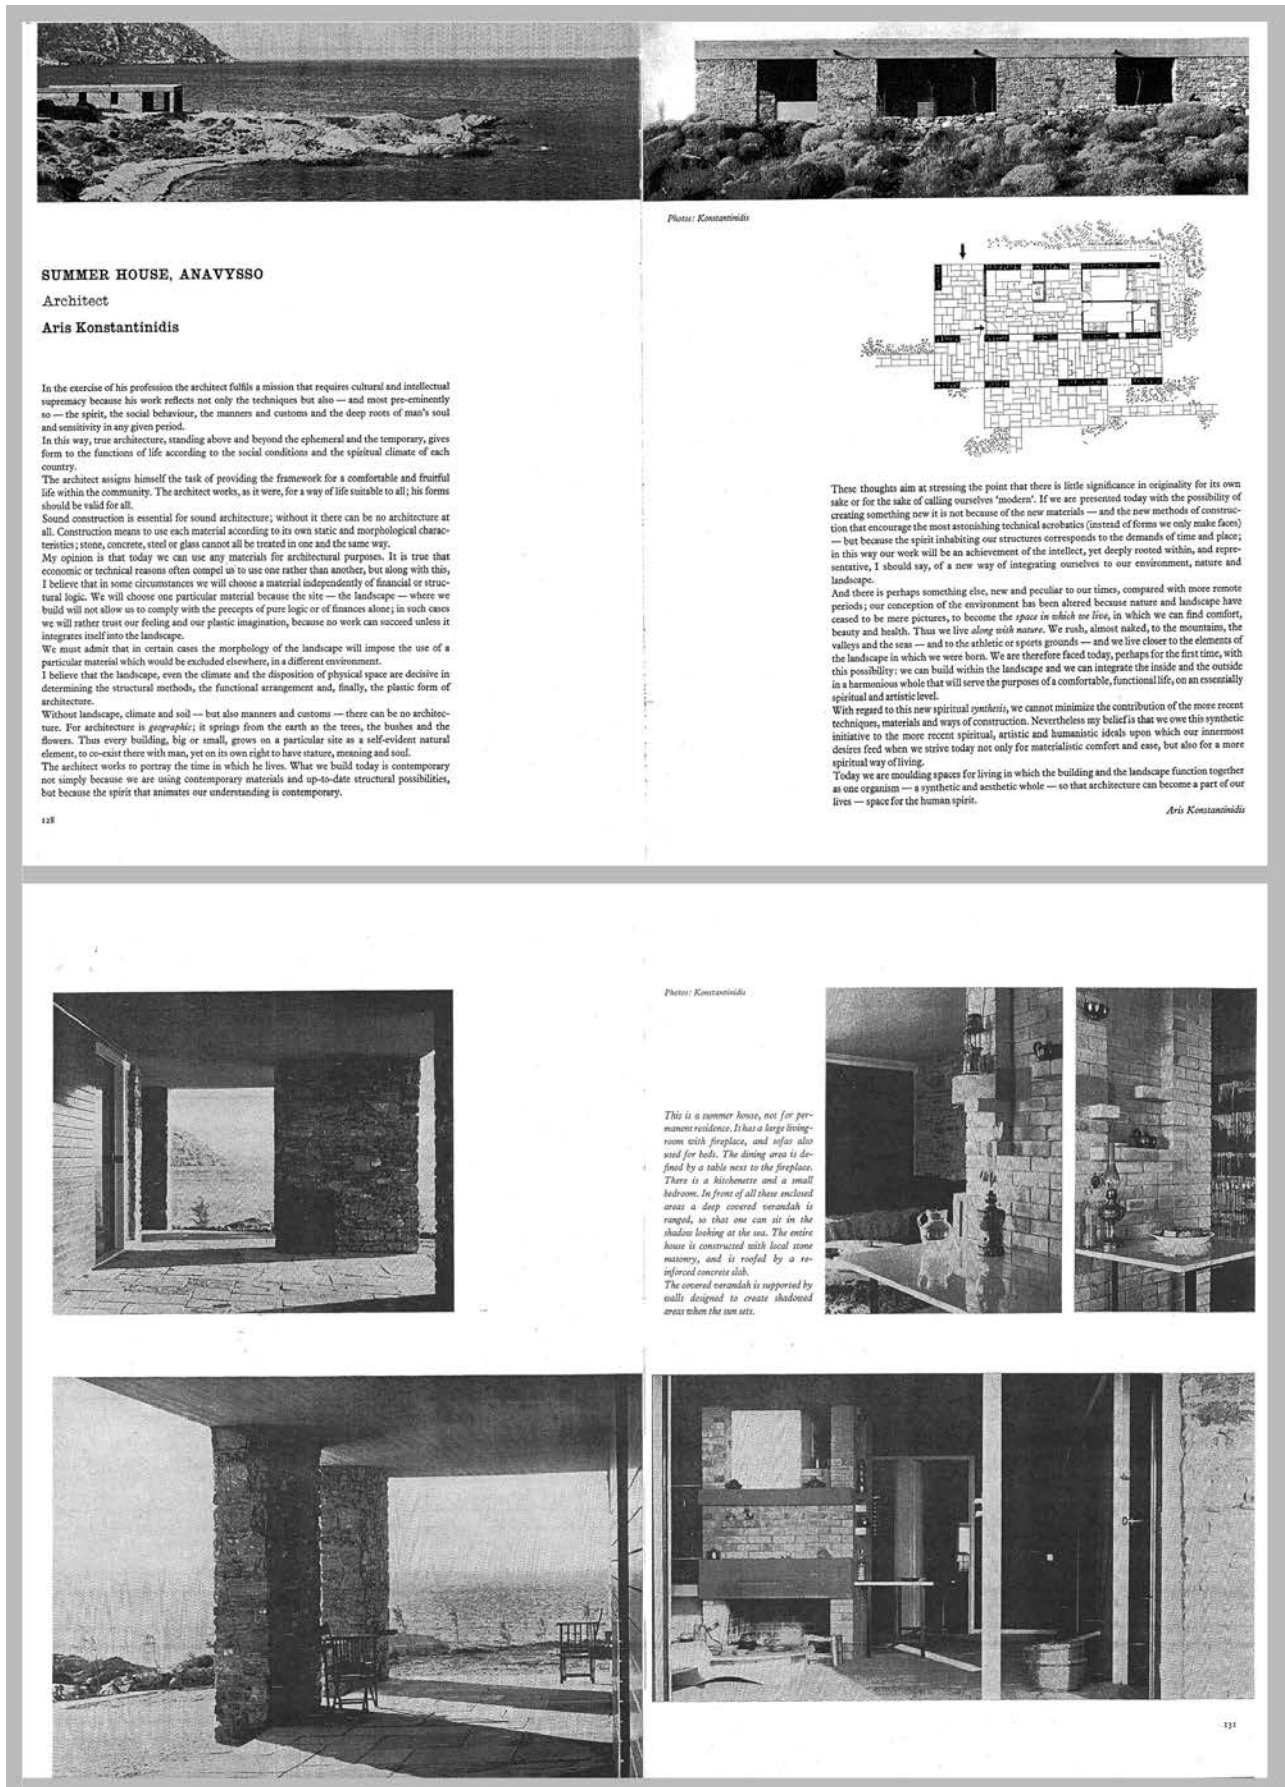 Photos: Konstantinidis
SUMMER HOUSE, ANAVYSSO
Architect
Aris Konstantinidis
In the exercise of his profession the architect fulfils a mission that requires cultural and intellectual
supremacy because his work reflects not only the techniques but also — and most pre-eminently
so — the spirit, the social behaviour, the manners and customs and the deep roots of man's soul
and sensitivity in any given period.
In this way, true architecture, standing above and beyond the ephemeral and the temporary, gives
form to the functions of life according to the social conditions and the spiritual climate of each
country.
The architect assigns himself the task of providing the framework for a comfortable and fruitful
life within the community. The architect works, as it were, for a way of life suitable to all; his forms
should be valid for all.
Sound construction is essential for sound architecture; without it there can be no architecture at
all. Construction means to use each material according to its own static and morphological charac-
teristics; stone, concrete, steel or glass cannot all be treated in one and the same way.
My opinion is that today we can use any materials for architectural purposes. It is true that
economic or technical reasons often compel us to use one rather than another, but along with this,
I believe that in some circumstances we will choose a material independently of financial or struc-
tural logic. We will choose one particular material because the site — the landscape — where we
build will not allow us to comply with the precepts of pure logic or of finances alone; in such cases
we will rather trust our feeling and our plastic imagination, because no work can succeed unless it
integrates itself into the landscape.
We must admit that in certain cases the morphology of the landscape will impose the use of a
particular material which would be excluded elsewhere, in a different environment.
I believe that the landscape, even the climate and the disposition of physical space are decisive in
determining the structural methods, the functional arrangement and, finally, the plastic form of
architecture.
Without landscape, climate and soil — but also manners and customs — there can be no architec-
ture. For architecture is geographic; it springs from the earth as the trees, the bushes and the
flowers. Thus every building, big or small, grows on a particular site as a self-evident natural
element, to co-exist there with man, yet on its own right to have stature, meaning and soul.
The architect works to portray the time in which he lives. What we build today is contemporary
not simply because we are using contemporary materials and up-to-date structural possibilities,
but because the spirit that animates our understanding is contemporary.
128
These thoughts aim at stressing the point that there is little significance in originality for its own
sake or for the sake of calling ourselves 'modern'. If we are presented today with the possibility of
creating something new it is not because of the new materials — and the new methods of construc-
tion that encourage the most astonishing technical acrobatics (instead of forms we only make faces)
— but because the spirit inhabiting our structures corresponds to the demands of time and place;
in this way our work will be an achievement of the intellect, yet deeply rooted within, and repre-
sentative, I should say, of a new way of integrating ourselves to our environment, nature and
landscape.
And there is perhaps something else, new and peculiar to our times, compared with more remote
periods; our conception of the environment has been altered because nature and landscape have
ceased to be mere pictures, to become the space in which we live, in which we can find comfort,
beauty and health. Thus we live along with nature. We rush, almost naked, to the mountains, the
valleys and the seas — and to the athletic or sports grounds — and we live closer to the elements of
the landscape in which we were born. We are therefore faced today, perhaps for the first time, with
this possibility: we can build within the landscape and we can integrate the inside and the outside
in a harmonious whole that will serve the purposes of a comfortable, functional life, on an essentially
spiritual and artistic level.
With regard to this new spiritual synthesis, we cannot minimize the contribution of the more recent
techniques, materials and ways of construction. Nevertheless my belief is that we owe this synthetic
initiative to the more recent spiritual, artistic and humanistic ideals upon which our innermost
desires feed when we strive today not only for materialistic comfort and ease, but also for a more
spiritual way of living.
Today we are moulding spaces for living in which the building and the landscape function together
as one organism — a synthetic and aesthetic whole — so that architecture can become a part of our
lives — space for the human spirit.
Aris Konstantinidis
Photos: Konstantinidis
This is a summer house, not for per-
manent residence. It has a large living-
room with fireplace, and sofas also
used for beds. The dining area is de-
fined by a table next to the fireplace.
There is a kitchenette and a small
bedroom. In front of all these enclosed
areas a deep covered verandah is
ranged, so that one can sit in the
shadow looking at the sea. The entire
house is constructed with local stone
masonry, and is roofed by a re-
inforced concrete slab.
The covered verandah is supported by
walls designed to create shadowed
areas when the sun sets.
131